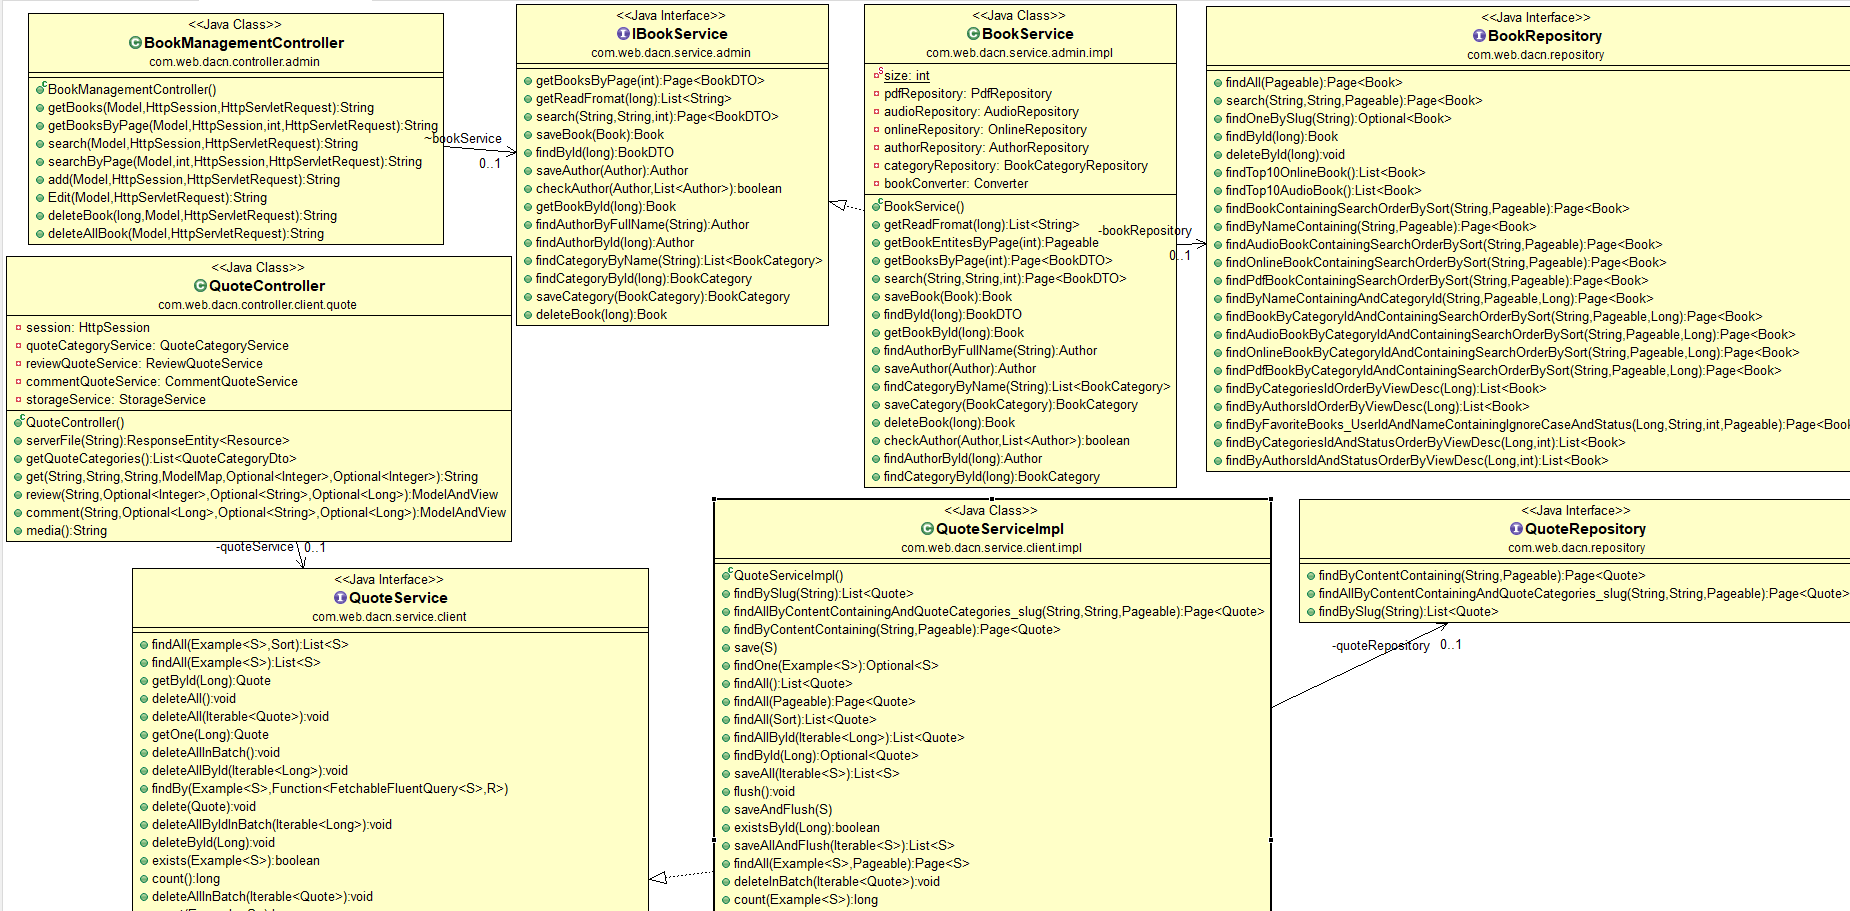 <<Java Class>>
BookManagementController
com.web.dacn.controller.admin
BookManagementController()
getBooks(Model,HttpSession,HttpServletRequest):String
getBooksByPage(Model,HttpSession,int,HttpServletRequest):String
search(Model,HttpSession,HttpServletRequest):String
searchByPage(Model,int,HttpSession,HttpServletRequest):String
add(Model,HttpSession,HttpServletRequest):String
Edit(Model,HttpServletRequest):String
deleteBook(long,Model,HttpServletRequest):String
deleteAllBook(Model,HttpServletRequest):String
~bookService
0..1
<<Java Interface>>
IBookService
com.web.dacn.service.admin
getBooksByPage(int):Page<BookDTO>
getReadFromat(long):List<String>
search(String,String,int):Page<BookDTO>
saveBook(Book):Book
findById(long):BookDTO
saveAuthor(Author):Author
checkAuthor(Author,List<Author>):boolean
getBookById(long):Book
findAuthorByFullName(String):Author
findAuthorById(long):Author
findCategoryByName(String):List<BookCategory>
findCategoryById(long):BookCategory
saveCategory(BookCategory):BookCategory
deleteBook(long):Book
<<Java Class>>
BookService
com.web.dacn.service.admin.impl
size: int
pdfRepository: PdfRepository
audioRepository: AudioRepository
onlineRepository: OnlineRepository
authorRepository: AuthorRepository
categoryRepository: BookCategoryRepository
bookConverter: Converter
BookService()
getReadFromat(long):List<String>
getBookEntitesByPage(int):Pageable
getBooksByPage(int):Page<BookDTO>
search(String,String,int):Page<BookDTO>
saveBook(Book):Book
findById(long):BookDTO
getBookById(long):Book
findAuthorByFullName(String):Author
saveAuthor(Author):Author
findCategoryByName(String):List<BookCategory>
saveCategory(BookCategory):BookCategory
deleteBook(long):Book
checkAuthor(Author,List<Author>):boolean
findAuthorById(long):Author
findCategoryById(long):BookCategory
-bookRepository
0..1
<<Java Interface>>
BookRepository
com.web.dacn.repository
findAll(Pageable):Page<Book>
search(String,String,Pageable):Page<Book>
findOneBySlug(String):Optional<Book>
findById(long):Book
deleteById(long):void
findTop10OnlineBook():List<Book>
findTop10AudioBook():List<Book>
findBookContainingSearchOrderBySort(String,Pageable):Page<Book>
findByNameContaining(String,Pageable):Page<Book>
findAudioBookContainingSearchOrderBySort(String,Pageable):Page<Book>
findOnlineBookContainingSearchOrderBySort(String,Pageable):Page<Book>
findPdfBookContainingSearchOrderBySort(String,Pageable):Page<Book>
findByNameContainingAndCategoryId(String,Pageable,Long):Page<Book>
findBookByCategoryIdAndContainingSearchOrderBySort(String,Pageable,Long):Page<Book>
findAudioBookByCategoryIdAndContainingSearchOrderBySort(String,Pageable,Long):Page<Book>
findOnlineBookByCategoryIdAndContainingSearchOrderBySort(String,Pageable,Long):Page<Book>
findPdfBookByCategoryIdAndContainingSearchOrderBySort(String,Pageable,Long):Page<Book>
findByCategoriesIdOrderByViewDesc(Long):List<Book>
findByAuthorsIdOrderByViewDesc(Long):List<Book>
findByFavoriteBooks_UserIdAndNameContainingIgnoreCaseAndStatus(Long,String,int,Pageable):Page<Book
findByCategoriesIdAndStatusOrderByViewDesc(Long,int):List<Book>
findByAuthorsIdAndStatusOrderByViewDesc(Long,int):List<Book>
<<Java Class>>
QuoteController
com.web.dacn.controller.client.quote
session: HttpSession
quoteCategoryService: QuoteCategoryService
reviewQuoteService: ReviewQuoteService
commentQuoteService: CommentQuoteService
storageService: StorageService
QuoteController()
serverFile(String):ResponseEntity<Resource>
getQuoteCategories():List<QuoteCategoryDto>
get(String,String,String,ModelMap,Optional<Integer>,Optional<Integer>):String
review(String,Optional<Integer>,Optional<String>,Optional<Long>):ModelAndView
comment(String,Optional<Long>,Optional<String>,Optional<Long>):ModelAndView
media():String
-quoteService
0..1
<<Java Interface>>
QuoteService
com.web.dacn.service.client
findAll(Example<S>,Sort):List<S>
findAll(Example<S>):List<S>
getById(Long):Quote
deleteAll():void
deleteAll(Iterable<Quote>):void
getOne(Long):Quote
deleteAllInBatch():void
deleteAllById(Iterable<Long>):void
findBy(Example<S>,Function<FetchableFluentQuery<S>,R>)
delete(Quote):void
deleteAllByIdInBatch(Iterable<Long>):void
deleteById(Long):void
exists(Example<S>):boolean
count():long
deleteAllInBatch(Iterable<Quote>):void
<<Java Class>>
QuoteServiceImpl
com.web.dacn.service.client.impl
QuoteServiceImpl()
findBySlug(String):List<Quote>
findAllByContentContainingAndQuoteCategories_slug(String,String,Pageable):Page<Quote>
findByContentContaining(String,Pageable):Page<Quote>
save(S)
findOne(Example<S>):Optional<S>
findAll():List<Quote>
findAll(Pageable):Page<Quote>
findAll(Sort):List<Quote>
findAllById(Iterable<Long>):List<Quote>
findById(Long):Optional<Quote>
saveAll(Iterable<S>):List<S>
flush():void
saveAndFlush(S)
existsById(Long):boolean
saveAllAndFlush(Iterable<S>):List<S>
findAll(Example<S>,Pageable):Page<S>
deleteInBatch(Iterable<Quote>):void
count(Example<S>):long
-quoteRepository
0..1
<<Java Interface>>
QuoteRepository
com.web.dacn.repository
findByContentContaining(String,Pageable):Page<Quote>
findAllByContentContainingAndQuoteCategories_slug(String,String,Pageable):Page<Quote>
findBySlug(String):List<Quote>